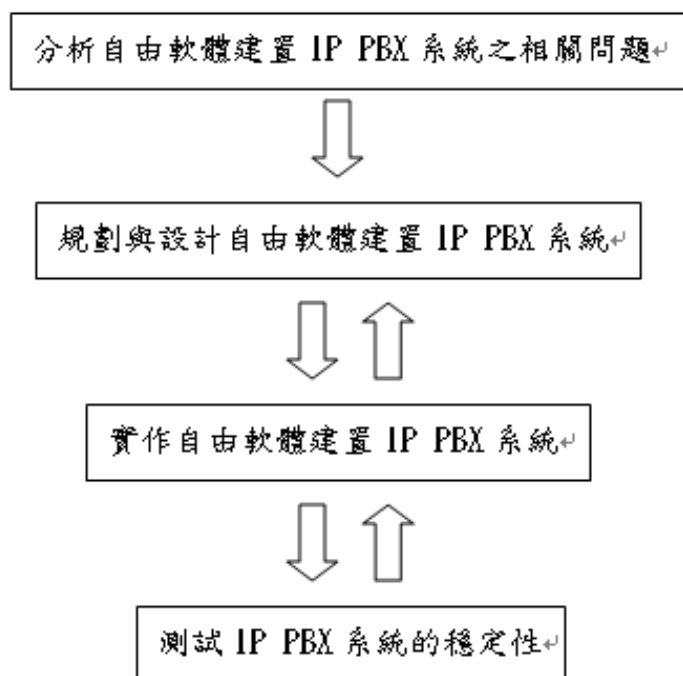 分析自由軟體建置 IP PBX 系統之相關問題
規劃與設計自由軟體建置 IP PBX 系統
實作自由軟體建置 IP PBX 系統
測試 IP PBX 系統的穩定性